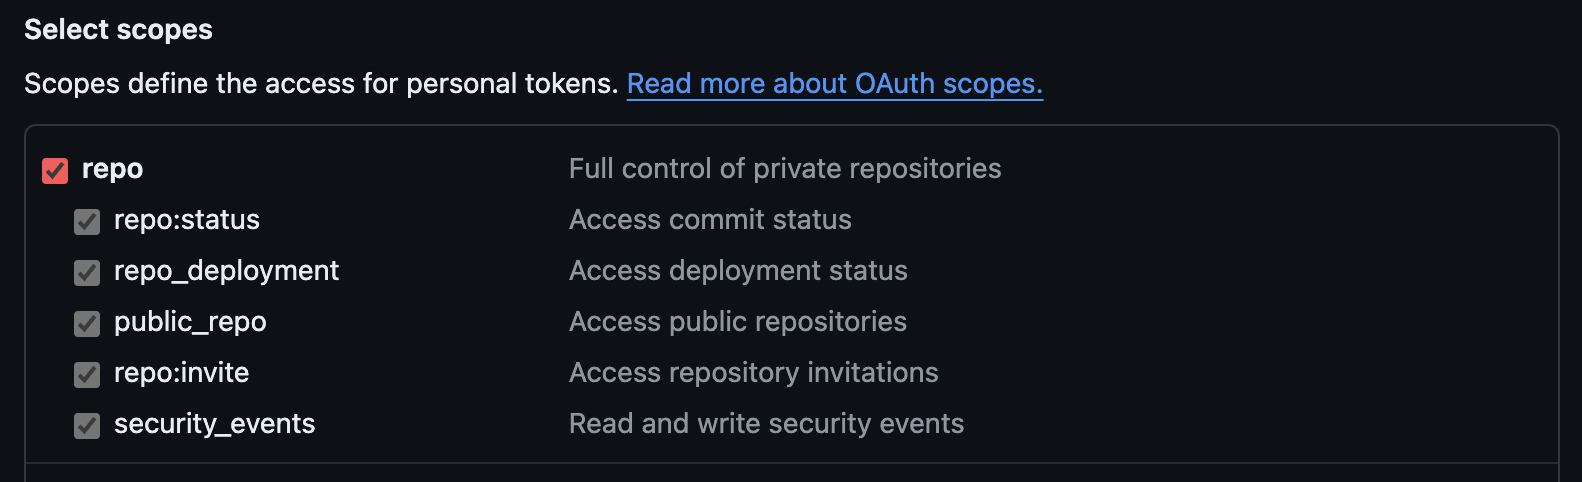 Select scopes
Scopes define the access for personal tokens. Read more about OAuth scopes.
repo Full control of private repositories
repo:status Access commit status
repo_deployment Access deployment status
public_repo Access public repositories
repo:invite Access repository invitations
security_events Read and write security events